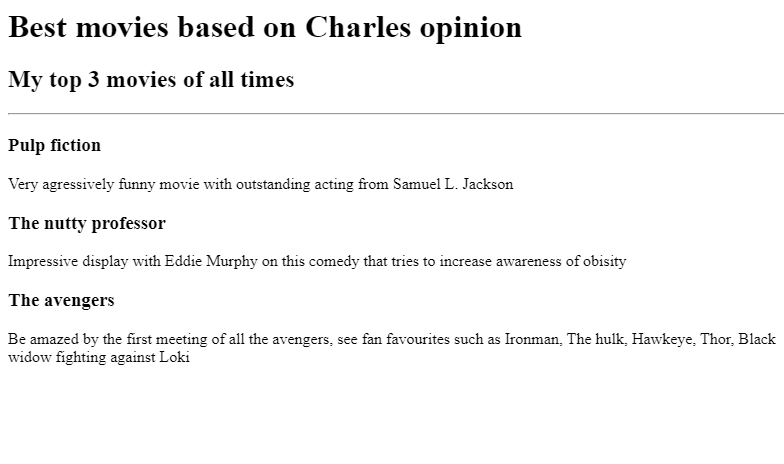 Best movies based on Charles opinion
My top 3 movies of all times
Pulp fiction
Very agressively funny movie with outstanding acting from Samuel L. Jackson
The nutty professor
Impressive display with Eddie Murphy on this comedy that tries to increase awareness of obisity
The avengers
Be amazed by the first meeting of all the avengers, see fan favourites such as Ironman, The hulk, Hawkeye, Thor, Black
widow fighting against Loki